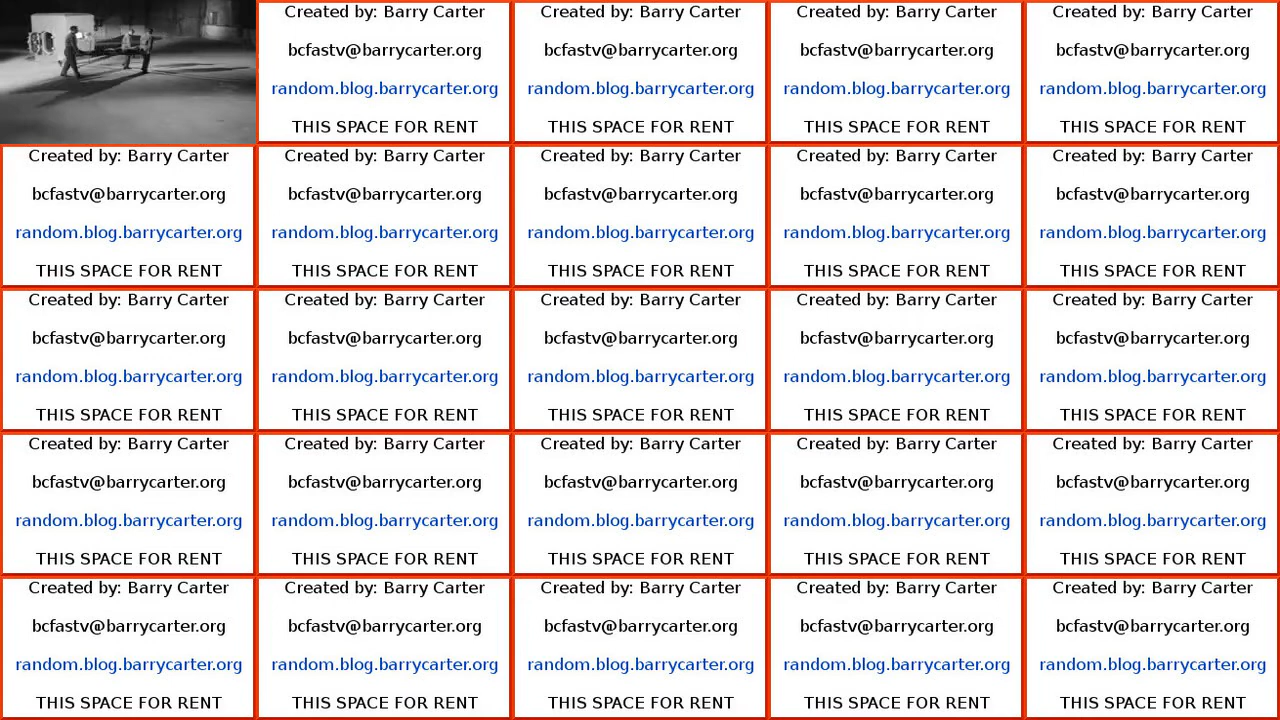 Created by: Barry Carter
bcfastv@barrycarter.org
random.blog.barrycarter.org
THIS SPACE FOR RENT
Created by: Barry Carter
bcfastv@barrycarter.org
random.blog.barrycarter.org
THIS SPACE FOR RENT
Created by: Barry Carter
bcfastv@barrycarter.org
random.blog.barrycarter.org
THIS SPACE FOR RENT
Created by: Barry Carter
bcfastv@barrycarter.org
random.blog.barrycarter.org
THIS SPACE FOR RENT
Created by: Barry Carter
bcfastv@barrycarter.org
random.blog.barrycarter.org
THIS SPACE FOR RENT
Created by: Barry Carter
bcfastv@barrycarter.org
random.blog.barrycarter.org
THIS SPACE FOR RENT
Created by: Barry Carter
bcfastv@barrycarter.org
random.blog.barrycarter.org
THIS SPACE FOR RENT
Created by: Barry Carter
bcfastv@barrycarter.org
random.blog.barrycarter.org
THIS SPACE FOR RENT
Created by: Barry Carter
bcfastv@barrycarter.org
random.blog.barrycarter.org
THIS SPACE FOR RENT
Created by: Barry Carter
bcfastv@barrycarter.org
random.blog.barrycarter.org
THIS SPACE FOR RENT
Created by: Barry Carter
bcfastv@barrycarter.org
random.blog.barrycarter.org
THIS SPACE FOR RENT
Created by: Barry Carter
bcfastv@barrycarter.org
random.blog.barrycarter.org
THIS SPACE FOR RENT
Created by: Barry Carter
bcfastv@barrycarter.org
random.blog.barrycarter.org
THIS SPACE FOR RENT
Created by: Barry Carter
bcfastv@barrycarter.org
random.blog.barrycarter.org
THIS SPACE FOR RENT
Created by: Barry Carter
bcfastv@barrycarter.org
random.blog.barrycarter.org
THIS SPACE FOR RENT
Created by: Barry Carter
bcfastv@barrycarter.org
random.blog.barrycarter.org
THIS SPACE FOR RENT
Created by: Barry Carter
bcfastv@barrycarter.org
random.blog.barrycarter.org
THIS SPACE FOR RENT
Created by: Barry Carter
bcfastv@barrycarter.org
random.blog.barrycarter.org
THIS SPACE FOR RENT
Created by: Barry Carter
bcfastv@barrycarter.org
random.blog.barrycarter.org
THIS SPACE FOR RENT
Created by: Barry Carter
bcfastv@barrycarter.org
random.blog.barrycarter.org
THIS SPACE FOR RENT
Created by: Barry Carter
bcfastv@barrycarter.org
random.blog.barrycarter.org
THIS SPACE FOR RENT
Created by: Barry Carter
bcfastv@barrycarter.org
random.blog.barrycarter.org
THIS SPACE FOR RENT
Created by: Barry Carter
bcfastv@barrycarter.org
random.blog.barrycarter.org
THIS SPACE FOR RENT
Created by: Barry Carter
bcfastv@barrycarter.org
random.blog.barrycarter.org
THIS SPACE FOR RENT